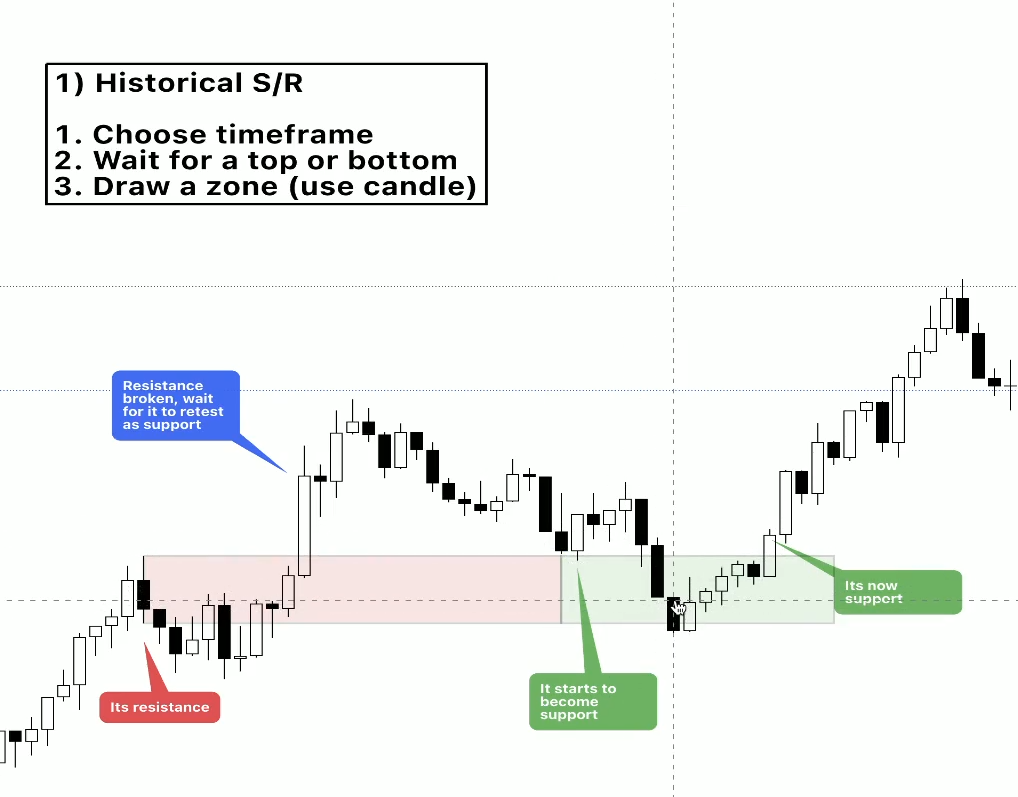 1) Historical S/R
1. Choose timeframe
2. Wait for a top or bottom
3. Draw a zone (use candle)
Resistance
broken, wait
for it to retest
as support
Its resistance
It starts to
become
support
Its now
support